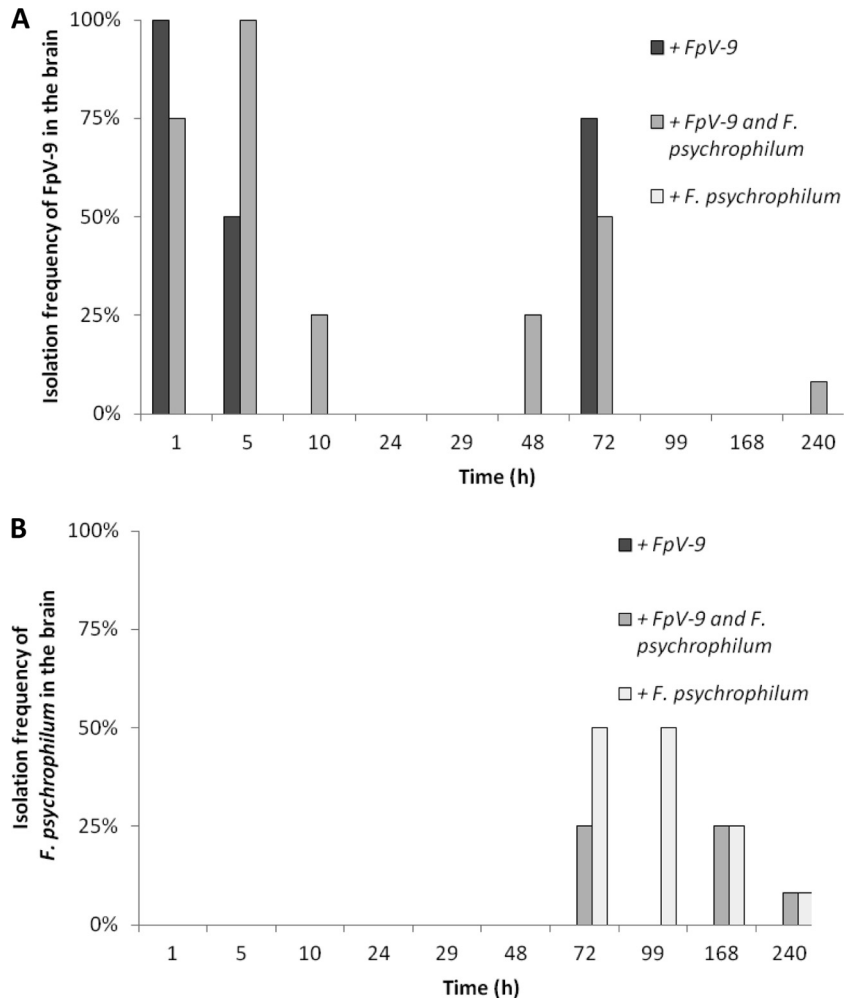 A
Isolation frequency of FpV-9 in the brain
100%
75%
50%
25%
0%
+ FpV-9
+ FpV-9 and F.
psychrophilum
+ F. psychrophilum
1 5 10 24 29 48 72 99 168 240
Time (h)
B
Isolation frequency of
F. psychrophilum in the brain
100%
75%
50%
25%
0%
+ FpV-9
+ FpV-9 and F.
psychrophilum
+ F. psychrophilum
1 5 10 24 29 48 72 99 168 240
Time (h)